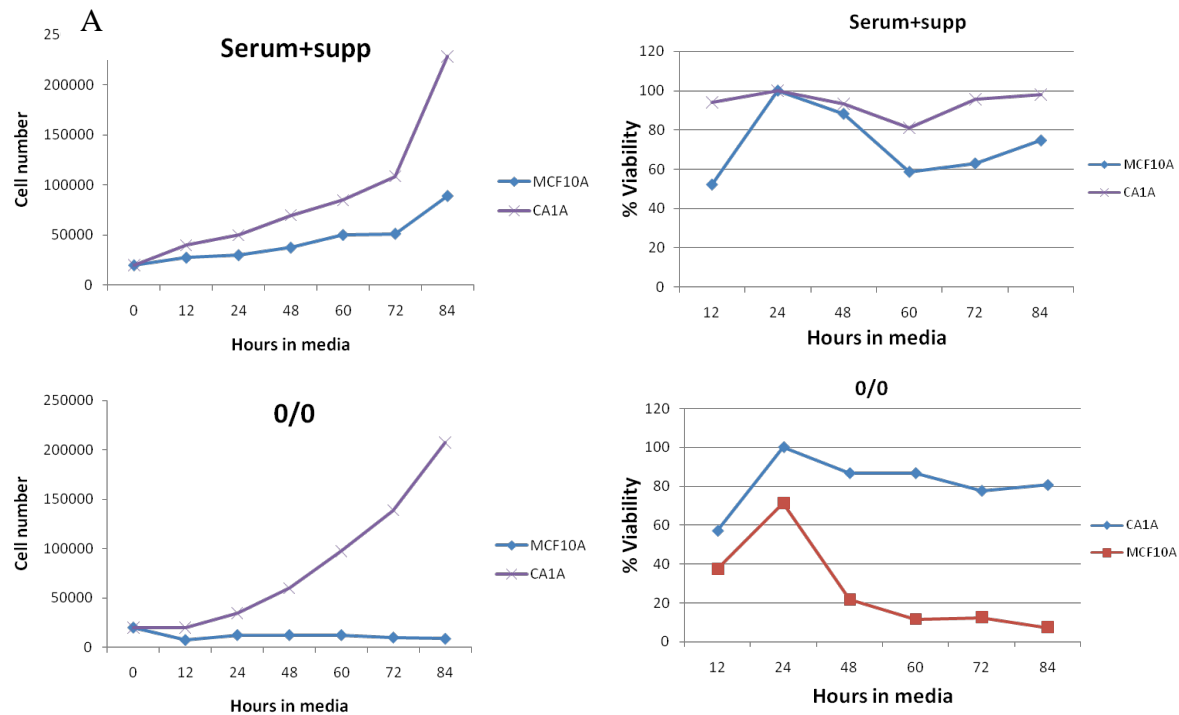 A
Serum+supp
25
200000
150000
100000
50000
0
Cell number
0 12 24 48 60 72 84
Hours in media
MCF10A
CA1A
Serum+supp
120
100
80
60
40
20
0
% Viability
12 24 48 60 72 84
Hours in media
MCF10A
CA1A
0/0
250000
200000
150000
100000
50000
0
Cell number
0 12 24 48 60 72 84
Hours in media
MCF10A
CA1A
0/0
120
100
80
60
40
20
0
% Viability
12 24 48 60 72 84
Hours in media
CA1A
MCF10A